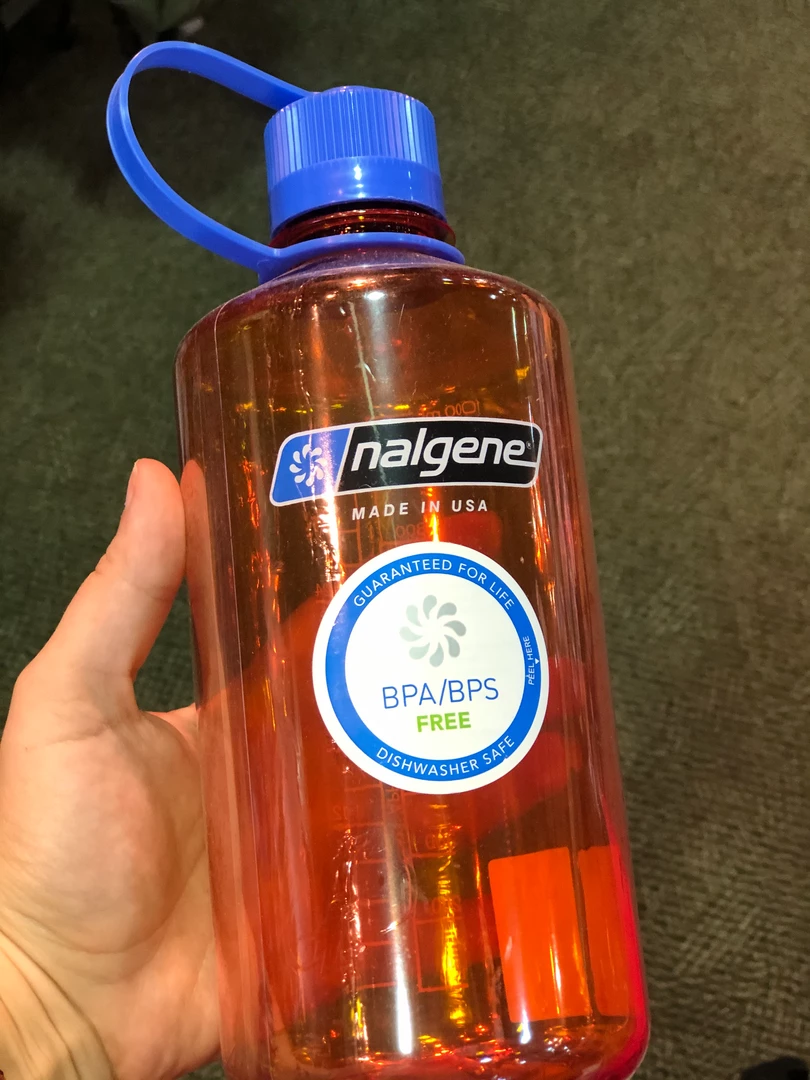 nalgene
MADE IN USA
GUARANTEED FOR LIFE
PEEL HERE
BPA/BPS
FREE
DISHWASHER SAFE